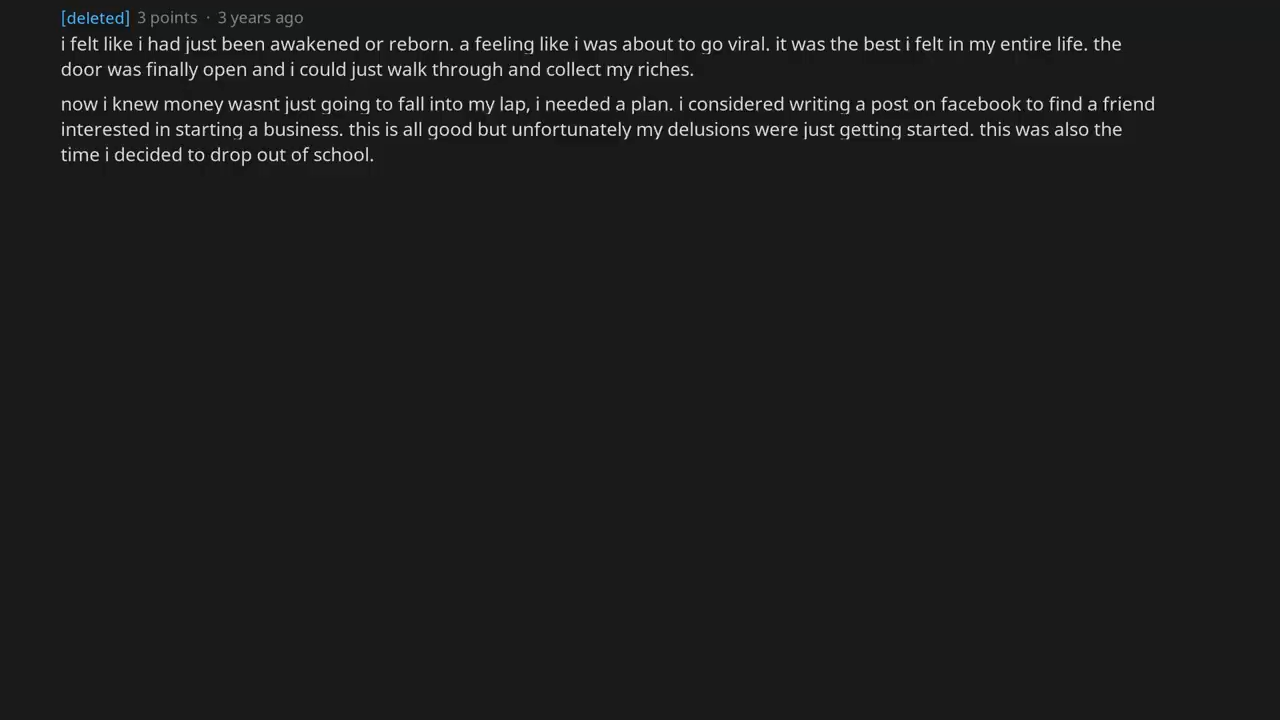 [deleted] 3 points · 3 years ago
i felt like i had just been awakened or reborn. a feeling like i was about to go viral. it was the best i felt in my entire life. the
door was finally open and i could just walk through and collect my riches.
now i knew money wasnt just going to fall into my lap, i needed a plan. i considered writing a post on facebook to find a friend
interested in starting a business. this is all good but unfortunately my delusions were just getting started. this was also the
time i decided to drop out of school.